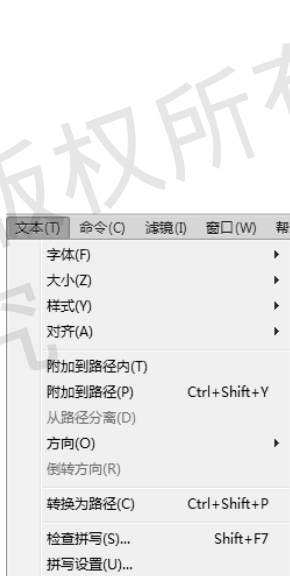 版权所有
究
文本(T) 命令(C) 滤镜(I) 窗口(W) 帮
字体(F)
大小(Z)
样式(Y)
对齐(A)
附加到路径内(T)
附加到路径(P) Ctrl+Shift+Y
从路径分离(D)
方向(O)
倒转方向(R)
转换为路径(C) Ctrl+Shift+P
检查拼写(S)... Shift+F7
拼写设置(U)...